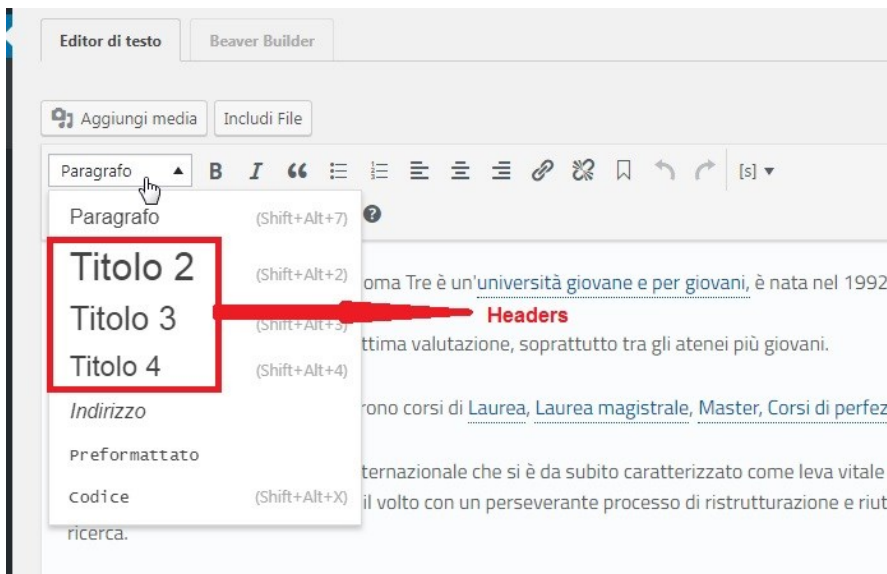 Editor di testo Beaver Builder
Aggiungi media Includi File
Paragrafo B I [s]
Paragrafo (Shift+Alt+7)
Titolo 2 (Shift+Alt+2) oma Tre è un'università giovane e per giovani, è nata nel 1992
Titolo 3 (Shift+Alt+3) Headers
ttima valutazione, soprattutto tra gli atenei più giovani.
Titolo 4 (Shift+Alt+4)
Indirizzo rono corsi di Laurea, Laurea magistrale, Master, Corsi di perfez
Preformattato
ternazionale che si è da subito caratterizzato come leva vitale
Codice (Shift+Alt+X) il volto con un perseverante processo di ristrutturazione e riut
ricerca.